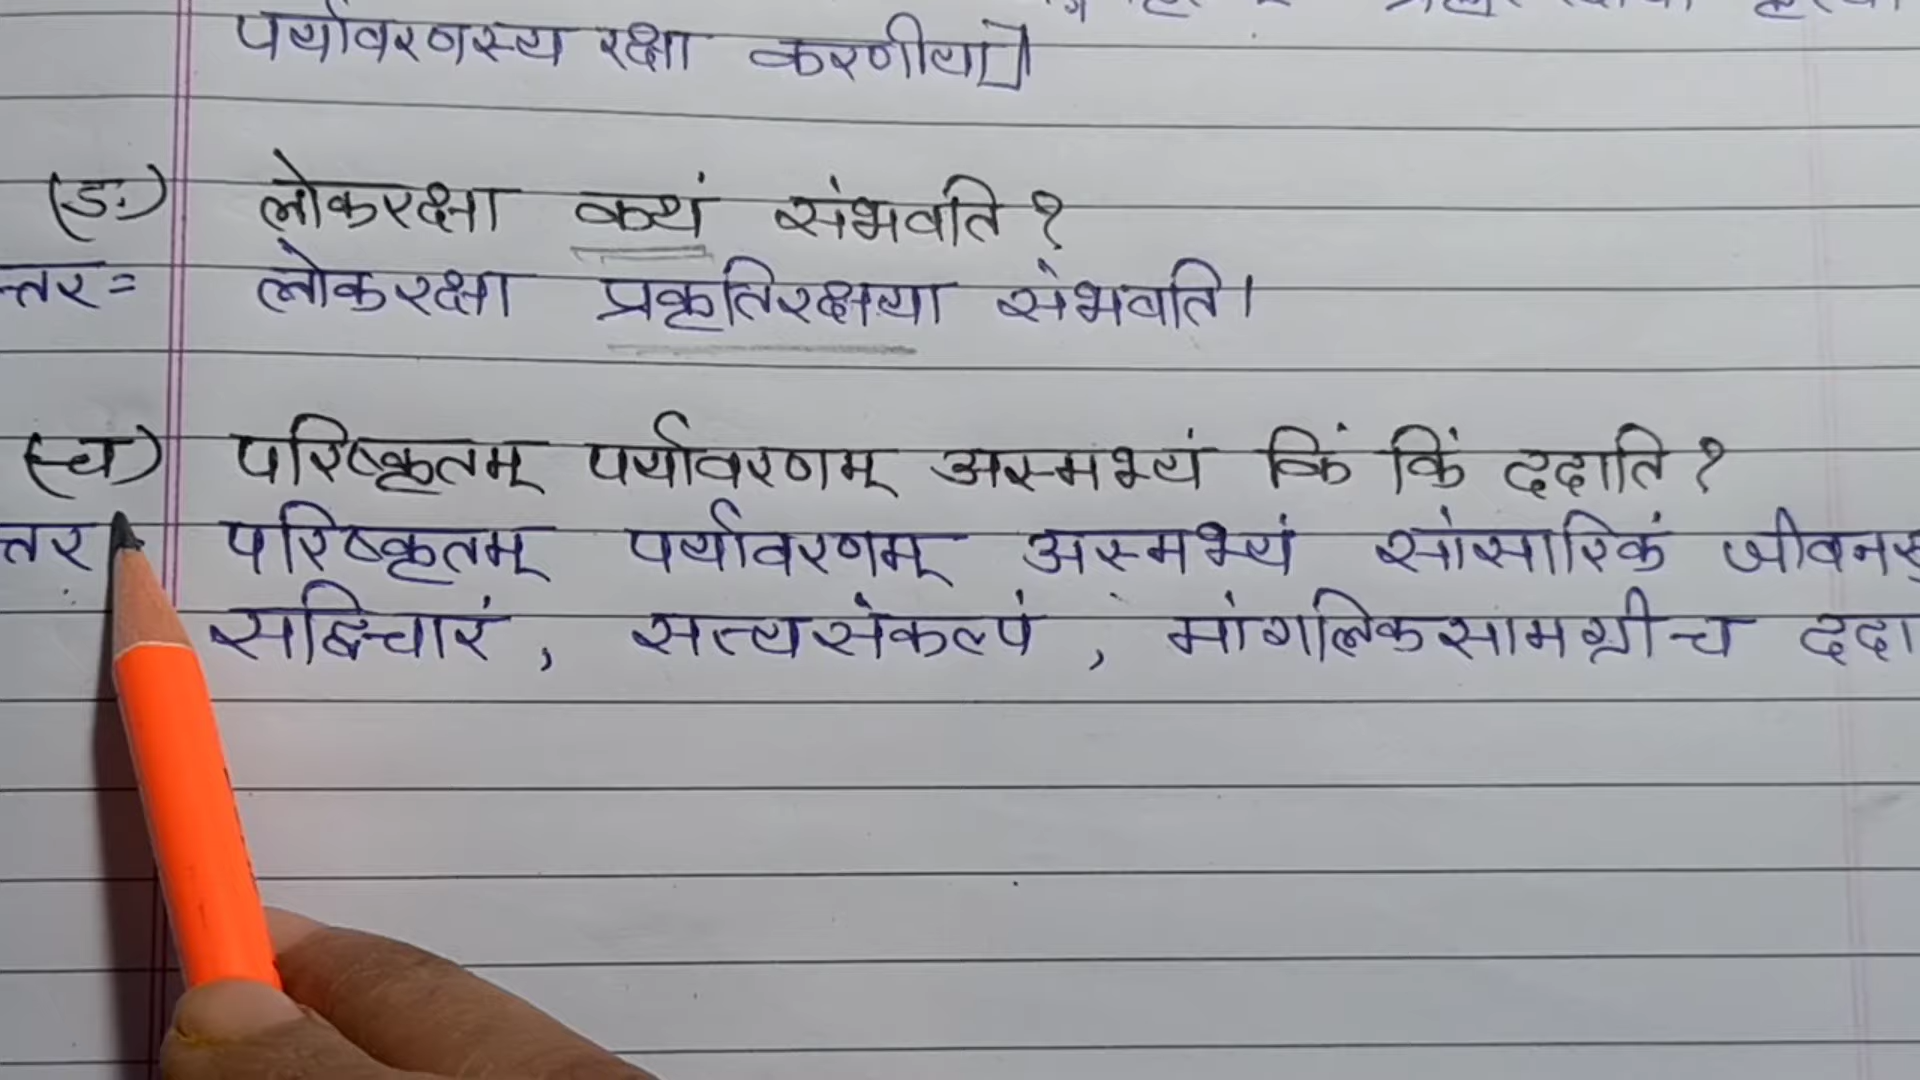 पर्यावरणस्य रक्षा करणीया
(ङ) लोकरक्षा कथं संभवति ?
त्तर = लोकरक्षा प्रकृतिरक्षया संभवति।
(च) परिष्कृतम् पर्यावरणम् अस्मभ्यं किं किं ददाति ?
त्तर परिष्कृतम् पर्यावरणम् अस्मभ्यं सांसारिकं जीवनसु
सद्विचारं , सत्यसंकल्पं , मांगलिकसामग्रीं च ददा